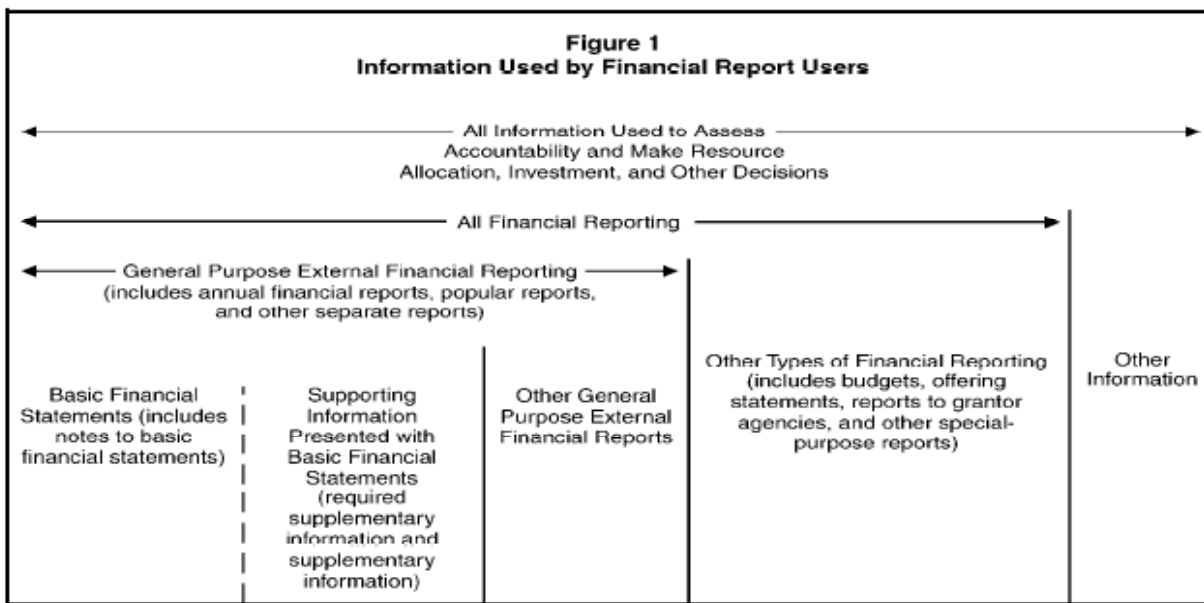 Figure 1
Information Used by Financial Report Users
All Information Used to Assess
Accountability and Make Resource
Allocation, Investment, and Other Decisions
All Financial Reporting
General Purpose External Financial Reporting
(includes annual financial reports, popular reports,
and other separate reports)
Basic Financial
Statements (includes
notes to basic
financial statements)
Supporting
Information
Presented with
Basic Financial
Statements
(required
supplementary
information and
supplementary
information)
Other General
Purpose External
Financial Reports
Other Types of Financial Reporting
(includes budgets, offering
statements, reports to grantor
agencies, and other special-
purpose reports)
Other
Information